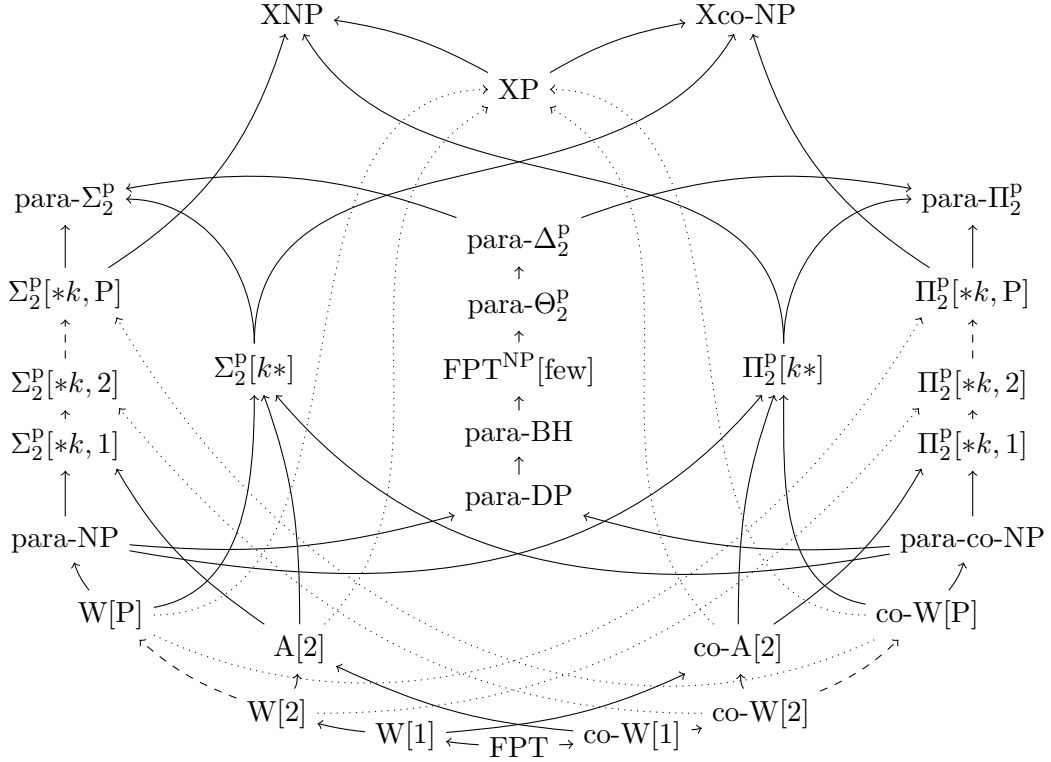 XNP Xco-NP
XP
para-Σ₂ᵖ para-Π₂ᵖ
para-Δ₂ᵖ
Σ₂ᵖ[∗k, P] para-Θ₂ᵖ Π₂ᵖ[∗k, P]
Σ₂ᵖ[k∗] FPTᴺᴾ[few] Π₂ᵖ[k∗]
Σ₂ᵖ[∗k, 2] Π₂ᵖ[∗k, 2]
Σ₂ᵖ[∗k, 1] para-BH Π₂ᵖ[∗k, 1]
para-DP
para-NP para-co-NP
W[P] co-W[P]
A[2] co-A[2]
W[2] co-W[2]
W[1] FPT co-W[1]